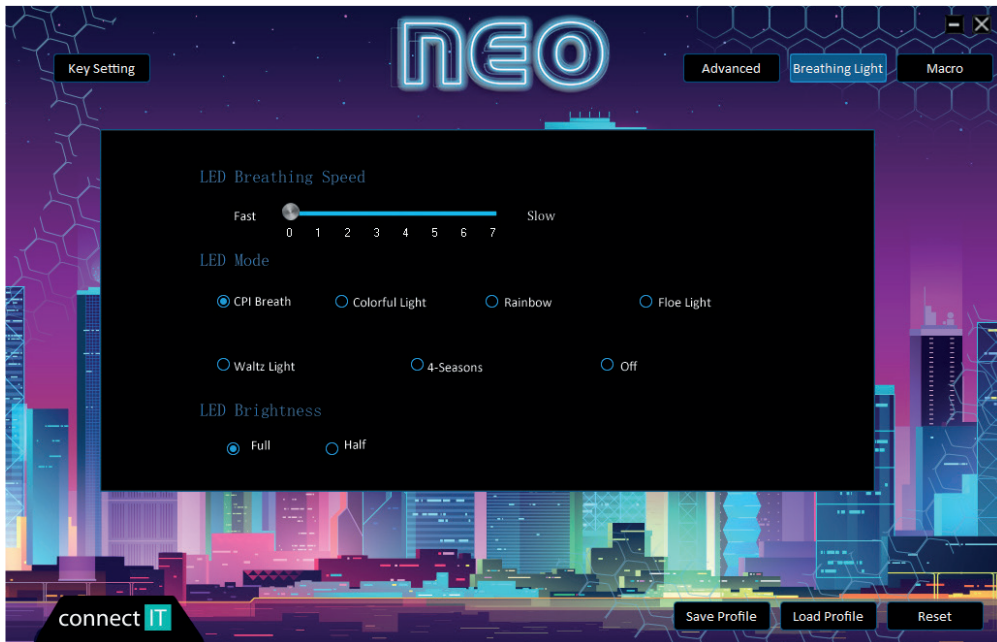 neo
Key Setting
Advanced
Breathing Light
Macro
LED Breathing Speed
Fast
Slow
0 1 2 3 4 5 6 7
LED Mode
CPI Breath
Colorful Light
Rainbow
Floe Light
Waltz Light
4-Seasons
Off
LED Brightness
Full
Half
connect IT
Save Profile
Load Profile
Reset